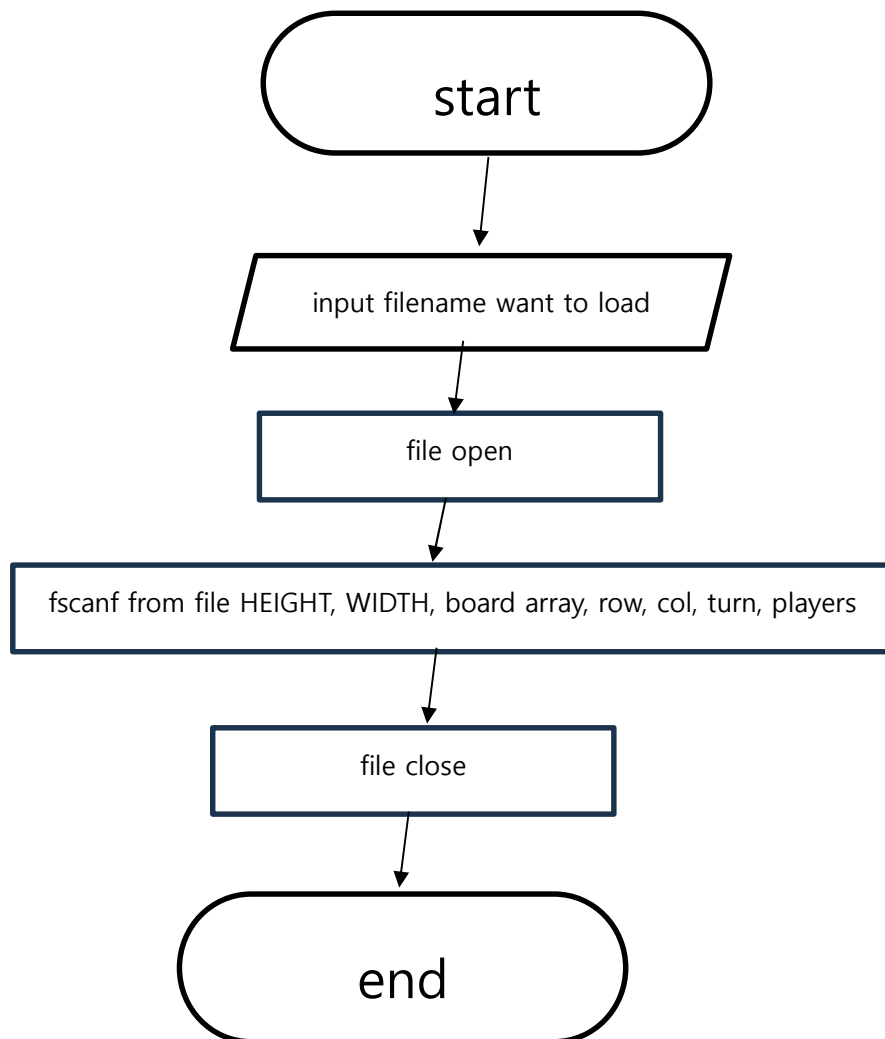 start
input filename want to load
file open
fscanf from file HEIGHT, WIDTH, board array, row, col, turn, players
file close
end